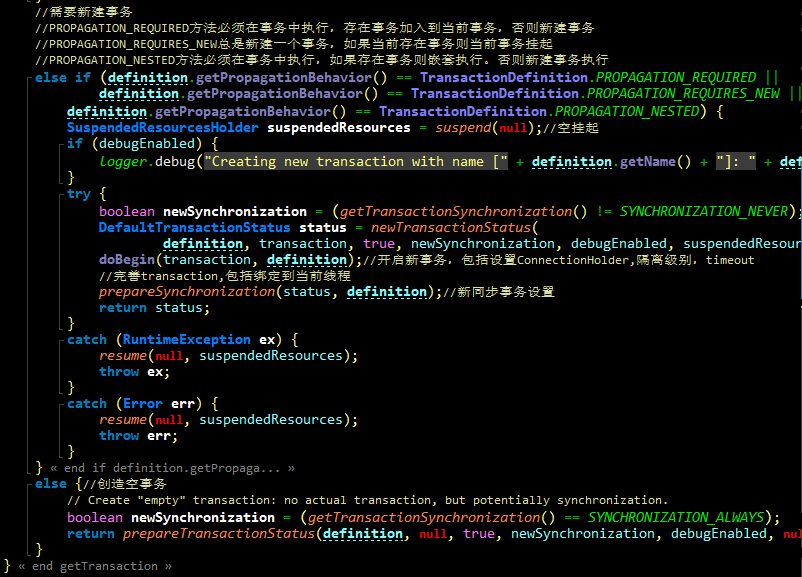 //需要新建事务
//PROPAGATION_REQUIRED方法必须在事务中执行，存在事务加入到当前事务，否则新建事务
//PROPAGATION_REQUIRES_NEW总是新建一个事务，如果当前存在事务则当前事务挂起
//PROPAGATION_NESTED方法必须在事务中执行，如果存在事务则嵌套执行。否则新建事务执行
else if (definition.getPropagationBehavior() == TransactionDefinition.PROPAGATION_REQUIRED ||
definition.getPropagationBehavior() == TransactionDefinition.PROPAGATION_REQUIRES_NEW ||
definition.getPropagationBehavior() == TransactionDefinition.PROPAGATION_NESTED) {
SuspendedResourcesHolder suspendedResources = suspend(null);//空挂起
if (debugEnabled) {
logger.debug("Creating new transaction with name [" + definition.getName() + "]: " + def
}
try {
boolean newSynchronization = (getTransactionSynchronization() != SYNCHRONIZATION_NEVER);
DefaultTransactionStatus status = newTransactionStatus(
definition, transaction, true, newSynchronization, debugEnabled, suspendedResour
doBegin(transaction, definition);//开启新事务，包括设置ConnectionHolder,隔离级别，timeout
//完善transaction,包括绑定到当前线程
prepareSynchronization(status, definition);//新同步事务设置
return status;
}
catch (RuntimeException ex) {
resume(null, suspendedResources);
throw ex;
}
catch (Error err) {
resume(null, suspendedResources);
throw err;
}
} « end if definition.getPropaga... »
else {//创造空事务
// Create "empty" transaction: no actual transaction, but potentially synchronization.
boolean newSynchronization = (getTransactionSynchronization() == SYNCHRONIZATION_ALWAYS);
return prepareTransactionStatus(definition, null, true, newSynchronization, debugEnabled, nu
}
} « end getTransaction »